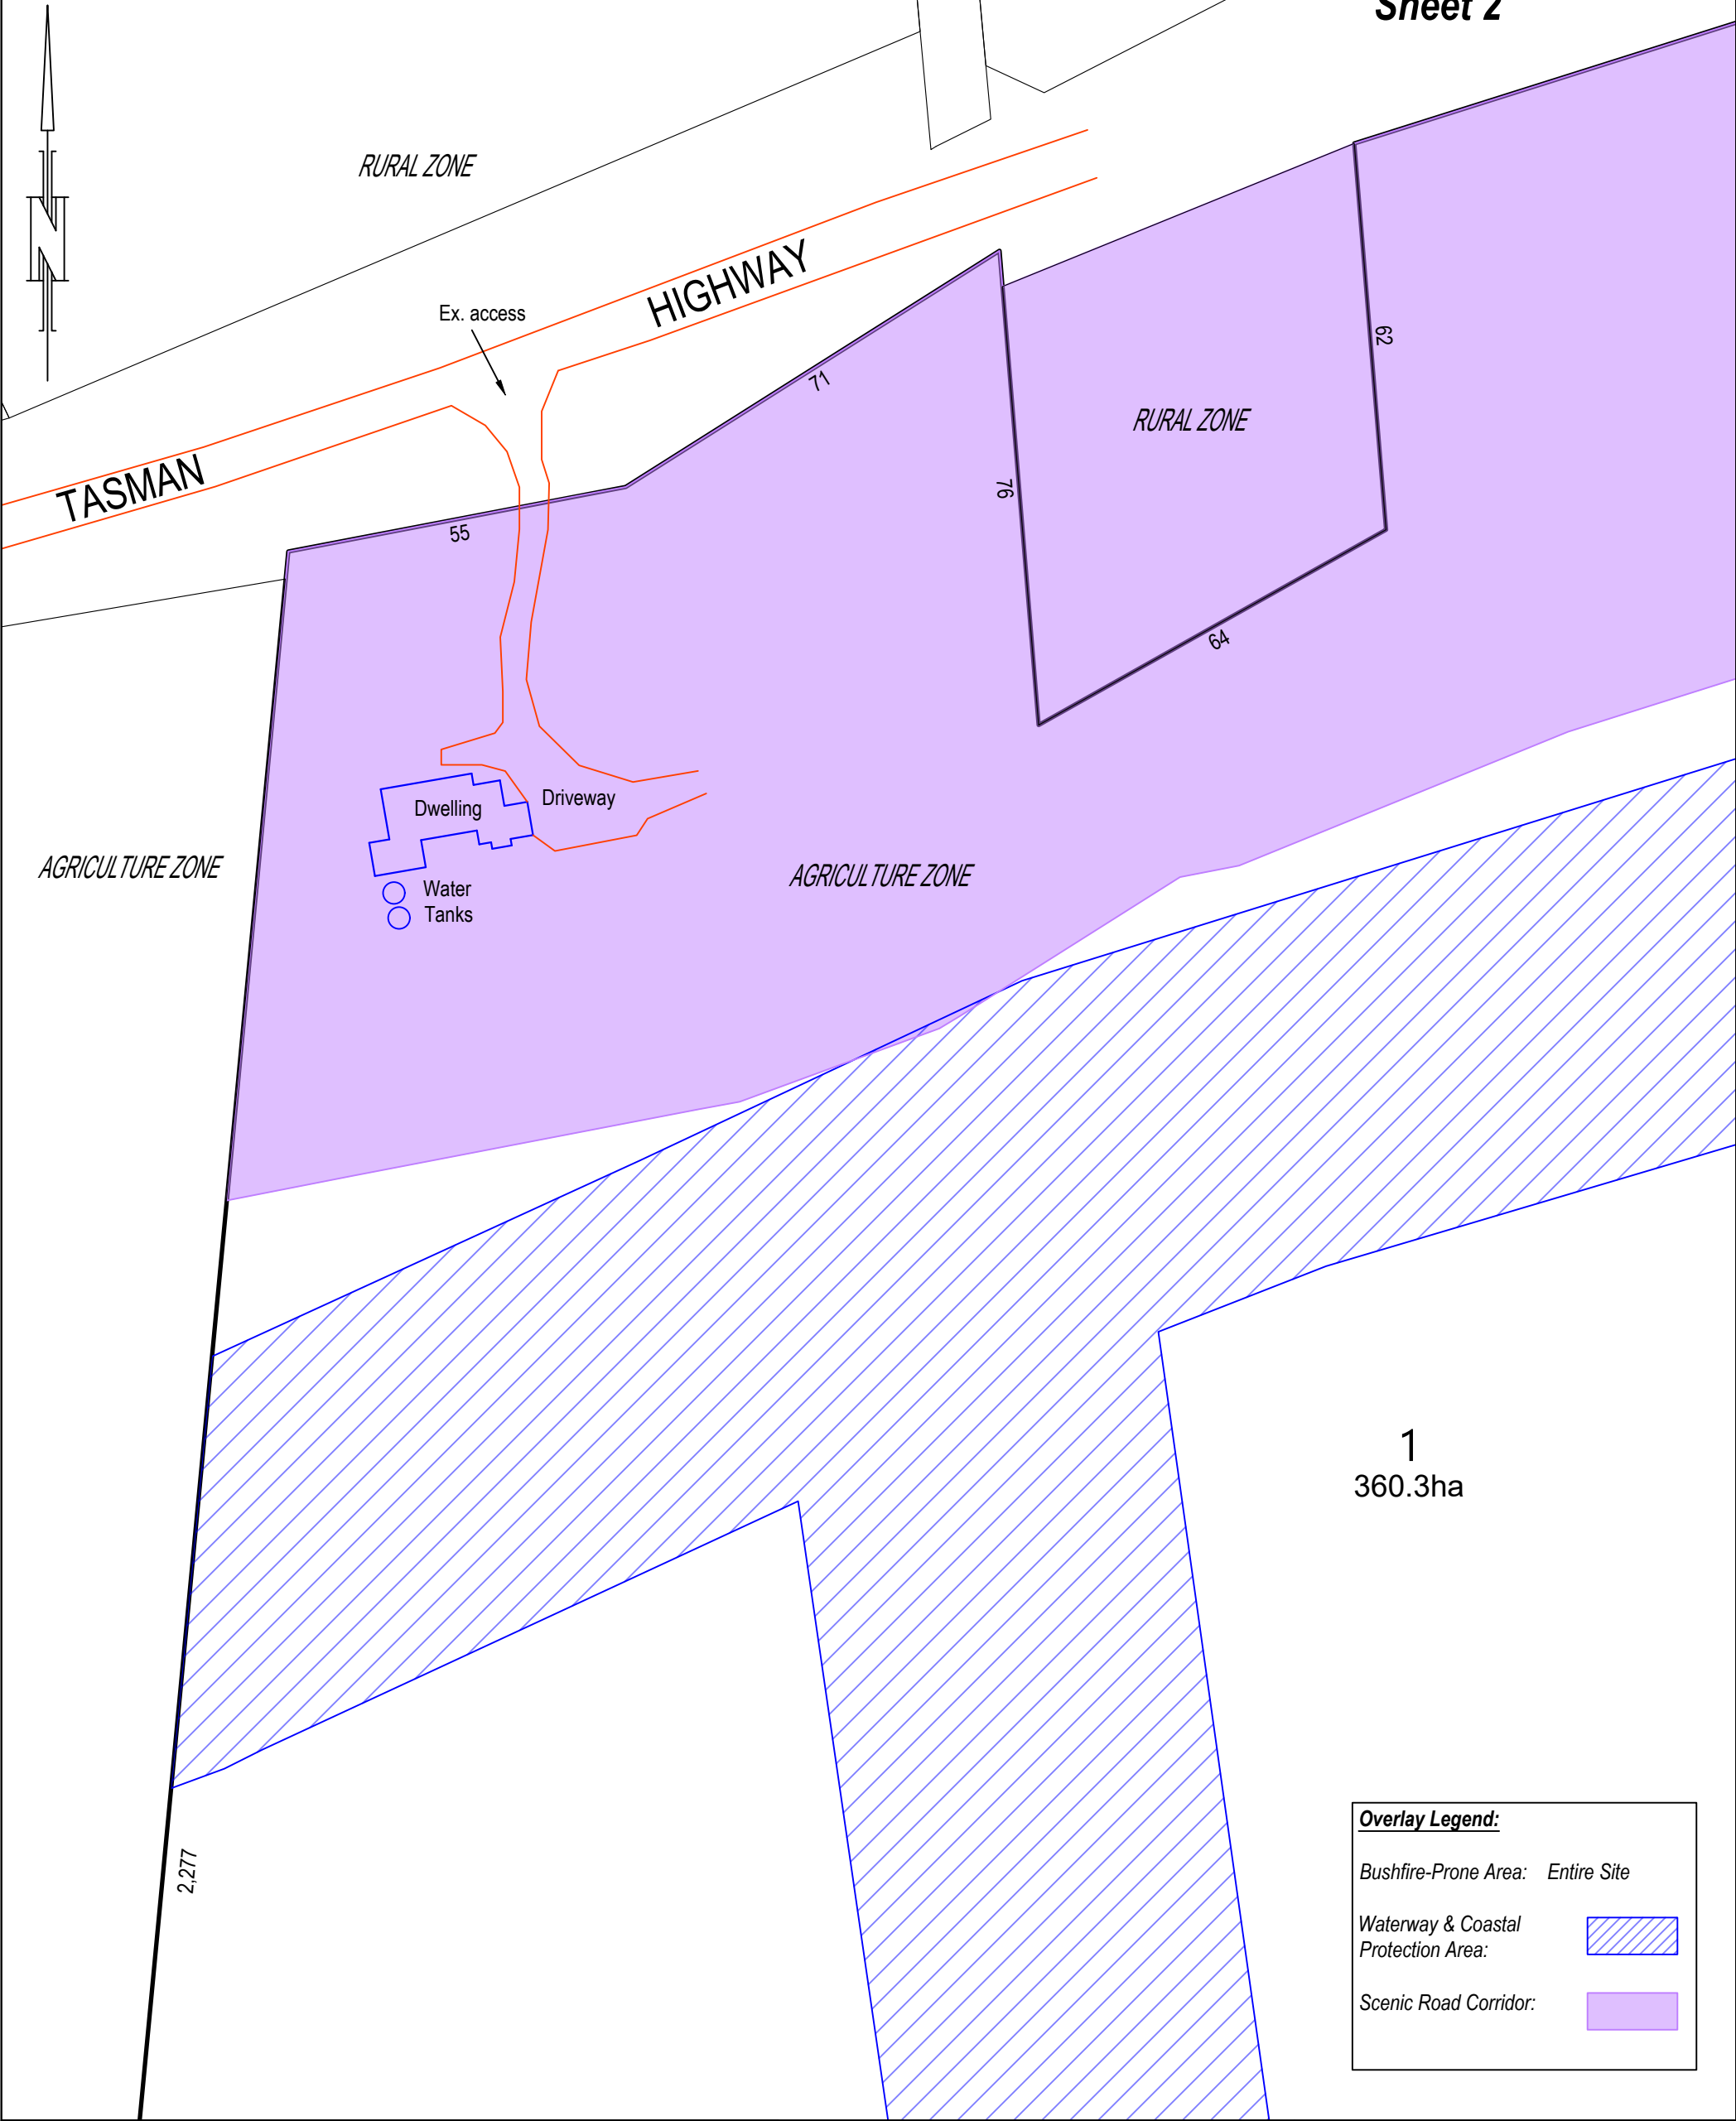 Sheet 2
N
RURAL ZONE
HIGHWAY
Ex. access
62
71
RURAL ZONE
TASMAN
76
55
64
Dwelling
Driveway
AGRICULTURE ZONE
AGRICULTURE ZONE
Water
Tanks
1
360.3ha
2,277
Overlay Legend:
Bushfire-Prone Area: Entire Site
Waterway & Coastal
Protection Area:
Scenic Road Corridor: